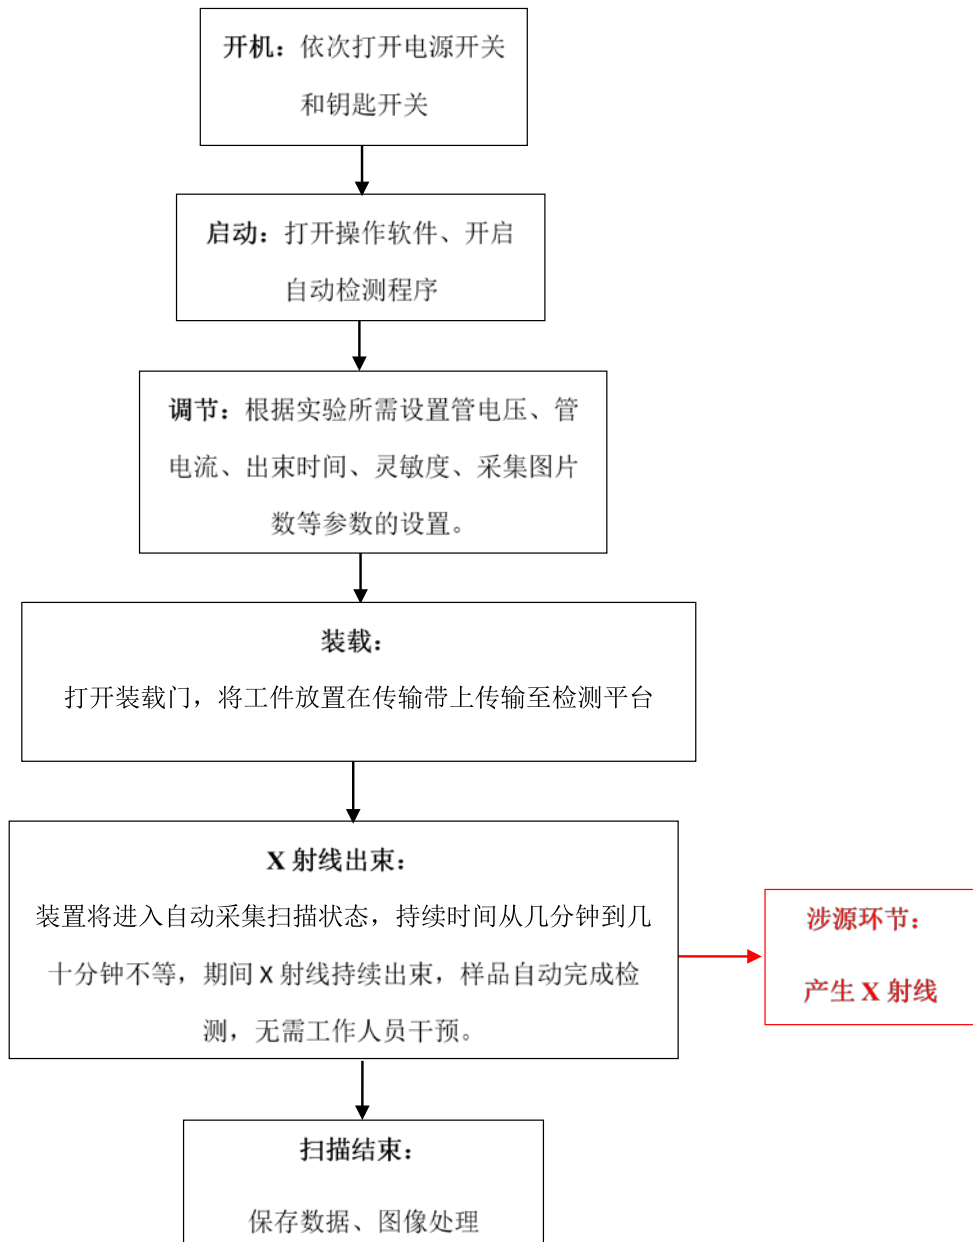 开机：依次打开电源开关
和钥匙开关
启动：打开操作软件、开启
自动检测程序
调节：根据实验所需设置管电压、管
电流、出束时间、灵敏度、采集图片
数等参数的设置。
装载：
打开装载门，将工件放置在传输带上传输至检测平台
X 射线出束：
装置将进入自动采集扫描状态，持续时间从几分钟到几
十分钟不等，期间 X 射线持续出束，样品自动完成检
测，无需工作人员干预。
涉源环节：
产生 X 射线
扫描结束：
保存数据、图像处理